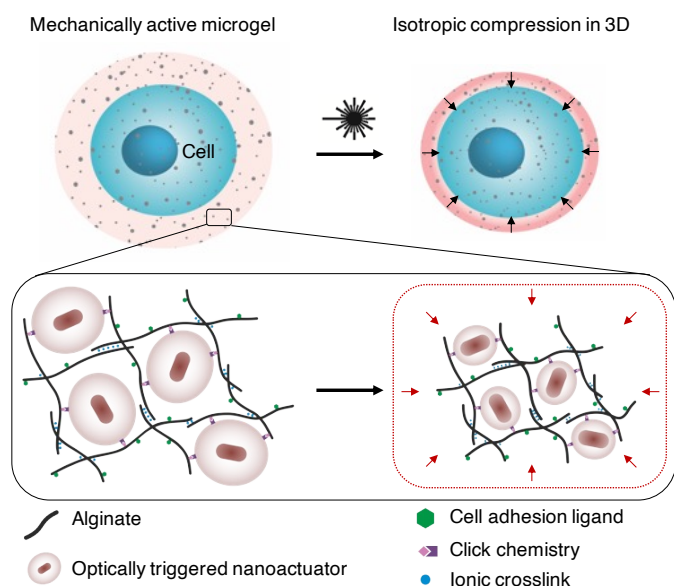 Mechanically active microgel
Isotropic compression in 3D
Cell
Alginate
Optically triggered nanoactuator
Cell adhesion ligand
Click chemistry
Ionic crosslink